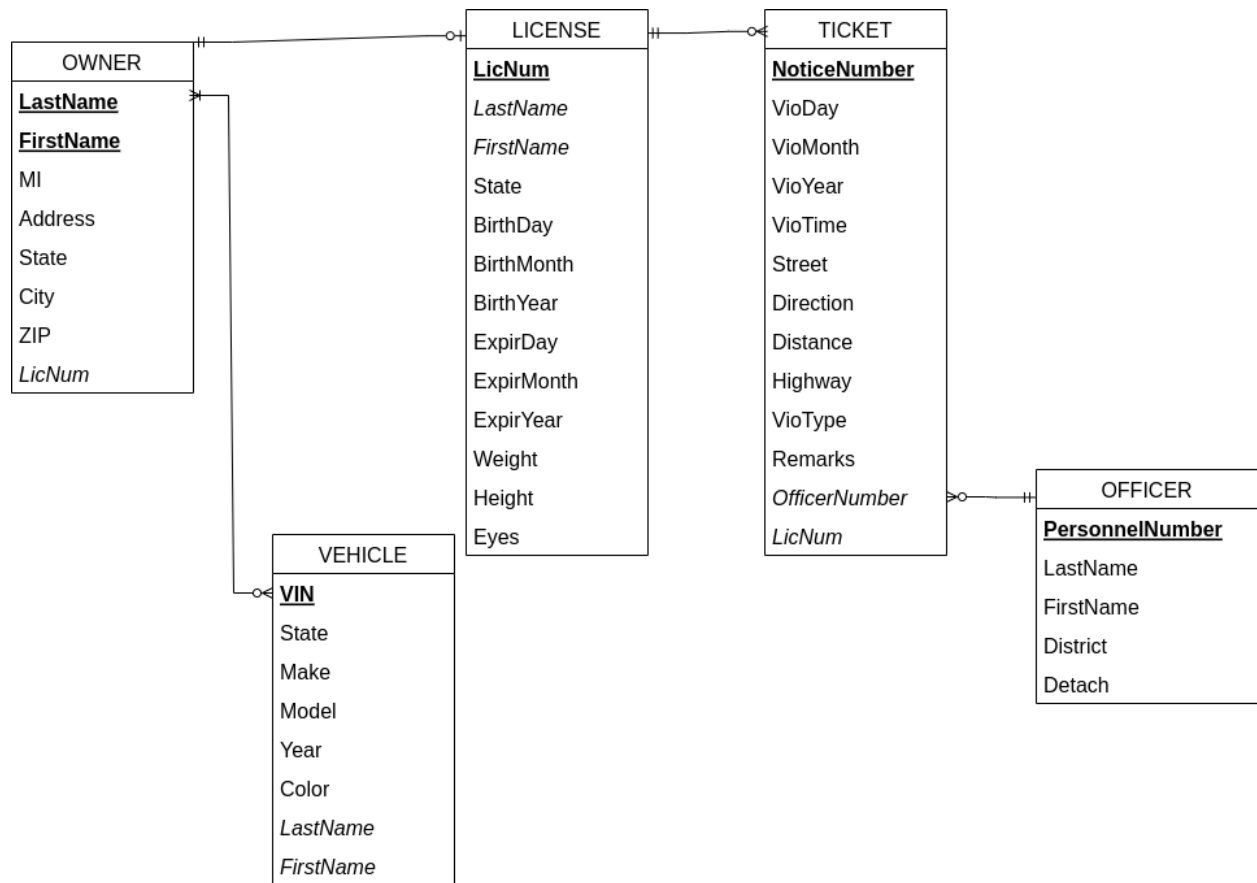 OWNER
LastName
FirstName
MI
Address
State
City
ZIP
LicNum
LICENSE
LicNum
LastName
FirstName
State
BirthDay
BirthMonth
BirthYear
ExpirDay
ExpirMonth
ExpirYear
Weight
Height
Eyes
TICKET
NoticeNumber
VioDay
VioMonth
VioYear
VioTime
Street
Direction
Distance
Highway
VioType
Remarks
OfficerNumber
LicNum
OFFICER
PersonnelNumber
LastName
FirstName
District
Detach
VEHICLE
VIN
State
Make
Model
Year
Color
LastName
FirstName